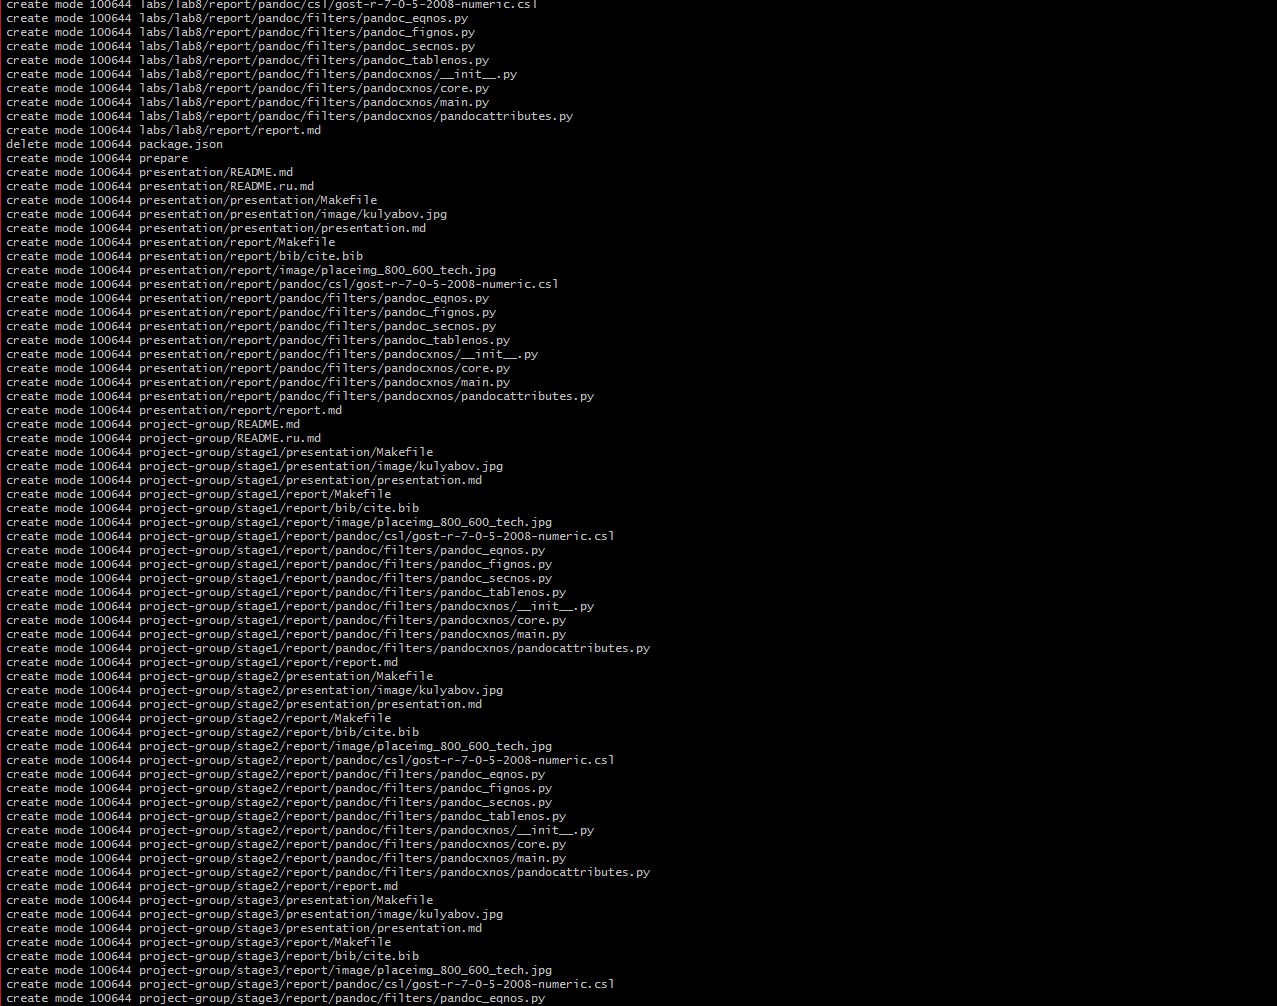 create mode 100644 labs/lab8/report/pandoc/csl/gost-r-7-0-5-2008-numeric.csl
create mode 100644 labs/lab8/report/pandoc/filters/pandoc_eqnos.py
create mode 100644 labs/lab8/report/pandoc/filters/pandoc_fignos.py
create mode 100644 labs/lab8/report/pandoc/filters/pandoc_secnos.py
create mode 100644 labs/lab8/report/pandoc/filters/pandoc_tablenos.py
create mode 100644 labs/lab8/report/pandoc/filters/pandocxnos/__init__.py
create mode 100644 labs/lab8/report/pandoc/filters/pandocxnos/core.py
create mode 100644 labs/lab8/report/pandoc/filters/pandocxnos/main.py
create mode 100644 labs/lab8/report/pandoc/filters/pandocxnos/pandocattributes.py
create mode 100644 labs/lab8/report/report.md
delete mode 100644 package.json
create mode 100644 prepare
create mode 100644 presentation/README.md
create mode 100644 presentation/README.ru.md
create mode 100644 presentation/presentation/Makefile
create mode 100644 presentation/presentation/image/kulyabov.jpg
create mode 100644 presentation/presentation/presentation.md
create mode 100644 presentation/report/Makefile
create mode 100644 presentation/report/bib/cite.bib
create mode 100644 presentation/report/image/placeimg_800_600_tech.jpg
create mode 100644 presentation/report/pandoc/csl/gost-r-7-0-5-2008-numeric.csl
create mode 100644 presentation/report/pandoc/filters/pandoc_eqnos.py
create mode 100644 presentation/report/pandoc/filters/pandoc_fignos.py
create mode 100644 presentation/report/pandoc/filters/pandoc_secnos.py
create mode 100644 presentation/report/pandoc/filters/pandoc_tablenos.py
create mode 100644 presentation/report/pandoc/filters/pandocxnos/__init__.py
create mode 100644 presentation/report/pandoc/filters/pandocxnos/core.py
create mode 100644 presentation/report/pandoc/filters/pandocxnos/main.py
create mode 100644 presentation/report/pandoc/filters/pandocxnos/pandocattributes.py
create mode 100644 presentation/report/report.md
create mode 100644 project-group/README.md
create mode 100644 project-group/README.ru.md
create mode 100644 project-group/stage1/presentation/Makefile
create mode 100644 project-group/stage1/presentation/image/kulyabov.jpg
create mode 100644 project-group/stage1/presentation/presentation.md
create mode 100644 project-group/stage1/report/Makefile
create mode 100644 project-group/stage1/report/bib/cite.bib
create mode 100644 project-group/stage1/report/image/placeimg_800_600_tech.jpg
create mode 100644 project-group/stage1/report/pandoc/csl/gost-r-7-0-5-2008-numeric.csl
create mode 100644 project-group/stage1/report/pandoc/filters/pandoc_eqnos.py
create mode 100644 project-group/stage1/report/pandoc/filters/pandoc_fignos.py
create mode 100644 project-group/stage1/report/pandoc/filters/pandoc_secnos.py
create mode 100644 project-group/stage1/report/pandoc/filters/pandoc_tablenos.py
create mode 100644 project-group/stage1/report/pandoc/filters/pandocxnos/__init__.py
create mode 100644 project-group/stage1/report/pandoc/filters/pandocxnos/core.py
create mode 100644 project-group/stage1/report/pandoc/filters/pandocxnos/main.py
create mode 100644 project-group/stage1/report/pandoc/filters/pandocxnos/pandocattributes.py
create mode 100644 project-group/stage1/report/report.md
create mode 100644 project-group/stage2/presentation/Makefile
create mode 100644 project-group/stage2/presentation/image/kulyabov.jpg
create mode 100644 project-group/stage2/presentation/presentation.md
create mode 100644 project-group/stage2/report/Makefile
create mode 100644 project-group/stage2/report/bib/cite.bib
create mode 100644 project-group/stage2/report/image/placeimg_800_600_tech.jpg
create mode 100644 project-group/stage2/report/pandoc/csl/gost-r-7-0-5-2008-numeric.csl
create mode 100644 project-group/stage2/report/pandoc/filters/pandoc_eqnos.py
create mode 100644 project-group/stage2/report/pandoc/filters/pandoc_fignos.py
create mode 100644 project-group/stage2/report/pandoc/filters/pandoc_secnos.py
create mode 100644 project-group/stage2/report/pandoc/filters/pandoc_tablenos.py
create mode 100644 project-group/stage2/report/pandoc/filters/pandocxnos/__init__.py
create mode 100644 project-group/stage2/report/pandoc/filters/pandocxnos/core.py
create mode 100644 project-group/stage2/report/pandoc/filters/pandocxnos/main.py
create mode 100644 project-group/stage2/report/pandoc/filters/pandocxnos/pandocattributes.py
create mode 100644 project-group/stage2/report/report.md
create mode 100644 project-group/stage3/presentation/Makefile
create mode 100644 project-group/stage3/presentation/image/kulyabov.jpg
create mode 100644 project-group/stage3/presentation/presentation.md
create mode 100644 project-group/stage3/report/Makefile
create mode 100644 project-group/stage3/report/bib/cite.bib
create mode 100644 project-group/stage3/report/image/placeimg_800_600_tech.jpg
create mode 100644 project-group/stage3/report/pandoc/csl/gost-r-7-0-5-2008-numeric.csl
create mode 100644 project-group/stage3/report/pandoc/filters/pandoc_eqnos.py